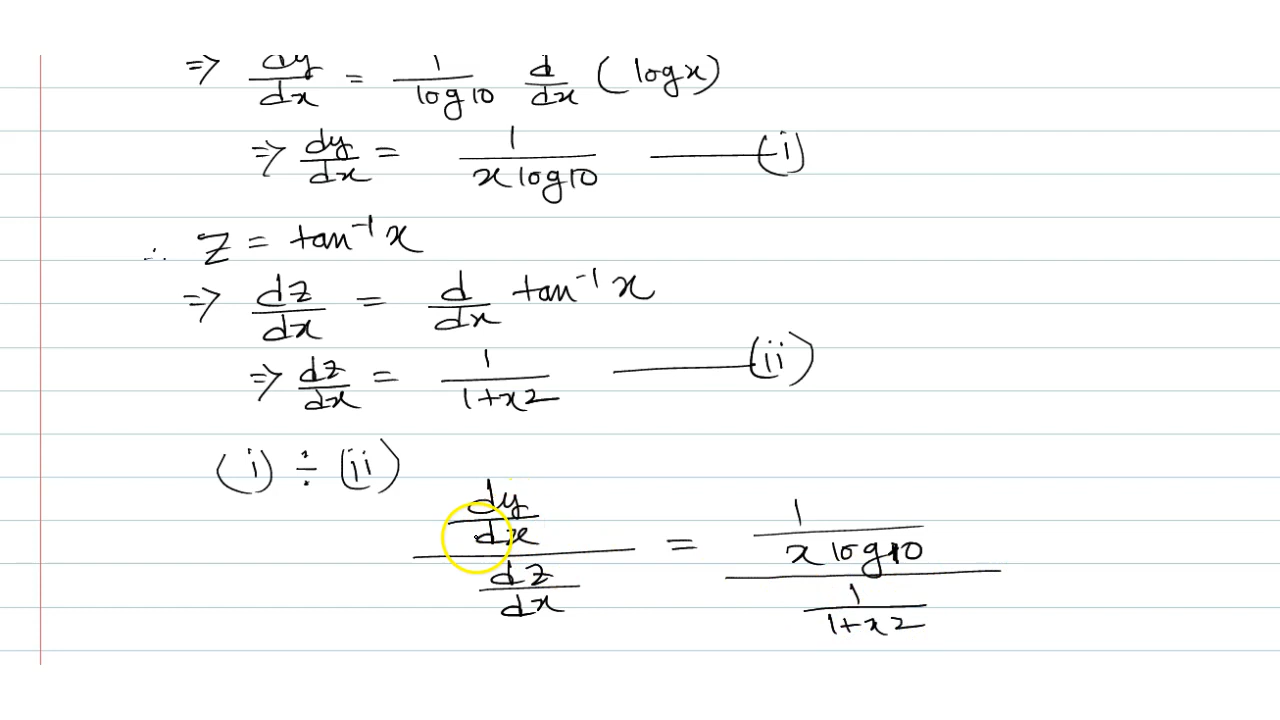 => dy/dx = 1/log10 d/dx (logx)
=> dy/dx = 1/(x log10) ——— (i)
∴ z = tan⁻¹ x
=> dz/dx = d/dx tan⁻¹ x
=> dz/dx = 1/(1+x2) ——— (ii)
(i) ÷ (ii)
(dy/dx)/(dz/dx) = (1/(x log10))/(1/(1+x2))